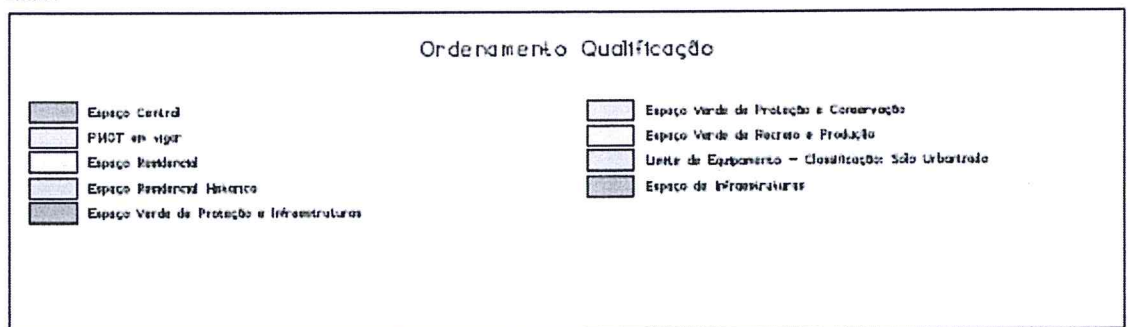 Ordenamento Qualificação
Espaço Central
PMOT em vigor
Espaço Residencial
Espaço Residencial Histórico
Espaço Verde de Proteção a Infraestruturas
Espaço Verde de Proteção e Conservação
Espaço Verde de Recreio e Produção
Limite de Equipamento - Classificação: Solo Urbanizado
Espaço de Infraestruturas